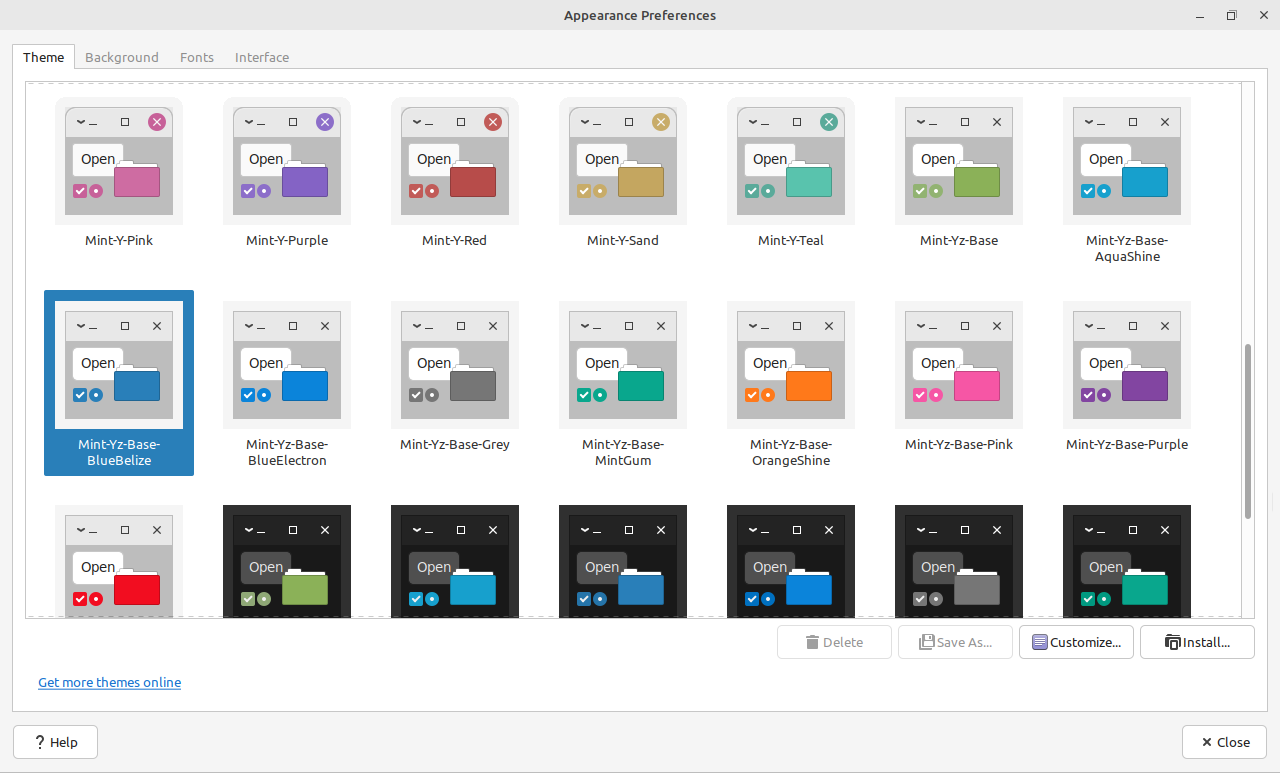 Appearance Preferences
Theme Background Fonts Interface
Open Open Open Open Open Open Open
Mint-Y-Pink Mint-Y-Purple Mint-Y-Red Mint-Y-Sand Mint-Y-Teal Mint-Yz-Base Mint-Yz-Base-
AquaShine
Open Open Open Open Open Open Open
Mint-Yz-Base- Mint-Yz-Base- Mint-Yz-Base-Grey Mint-Yz-Base- Mint-Yz-Base- Mint-Yz-Base-Pink Mint-Yz-Base-Purple
BlueBelize BlueElectron MintGum OrangeShine
Open Open Open Open Open Open Open
Delete Save As... Customize... Install...
Get more themes online
? Help Close